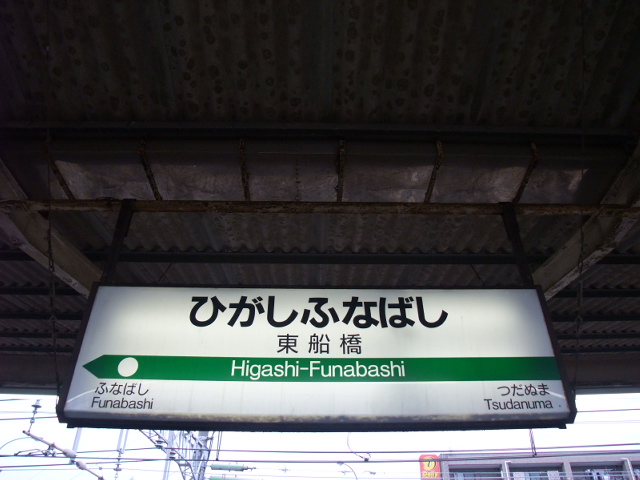 ひがしふなばし
東船橋
Higashi-Funabashi
ふなばし
Funabashi
つだぬま
Tsudanuma